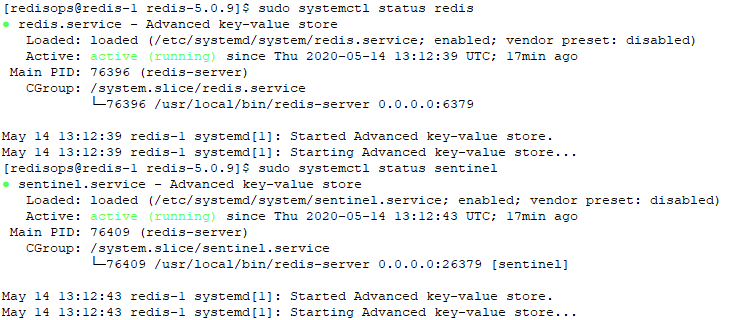 [redisops@redis-1 redis-5.0.9]$ sudo systemctl status redis
● redis.service - Advanced key-value store
   Loaded: loaded (/etc/systemd/system/redis.service; enabled; vendor preset: disabled)
   Active: active (running) since Thu 2020-05-14 13:12:39 UTC; 17min ago
 Main PID: 76396 (redis-server)
   CGroup: /system.slice/redis.service
           └─76396 /usr/local/bin/redis-server 0.0.0.0:6379

May 14 13:12:39 redis-1 systemd[1]: Started Advanced key-value store.
May 14 13:12:39 redis-1 systemd[1]: Starting Advanced key-value store...
[redisops@redis-1 redis-5.0.9]$ sudo systemctl status sentinel
● sentinel.service - Advanced key-value store
   Loaded: loaded (/etc/systemd/system/sentinel.service; enabled; vendor preset: disabled)
   Active: active (running) since Thu 2020-05-14 13:12:43 UTC; 17min ago
 Main PID: 76409 (redis-server)
   CGroup: /system.slice/sentinel.service
           └─76409 /usr/local/bin/redis-server 0.0.0.0:26379 [sentinel]

May 14 13:12:43 redis-1 systemd[1]: Started Advanced key-value store.
May 14 13:12:43 redis-1 systemd[1]: Starting Advanced key-value store...